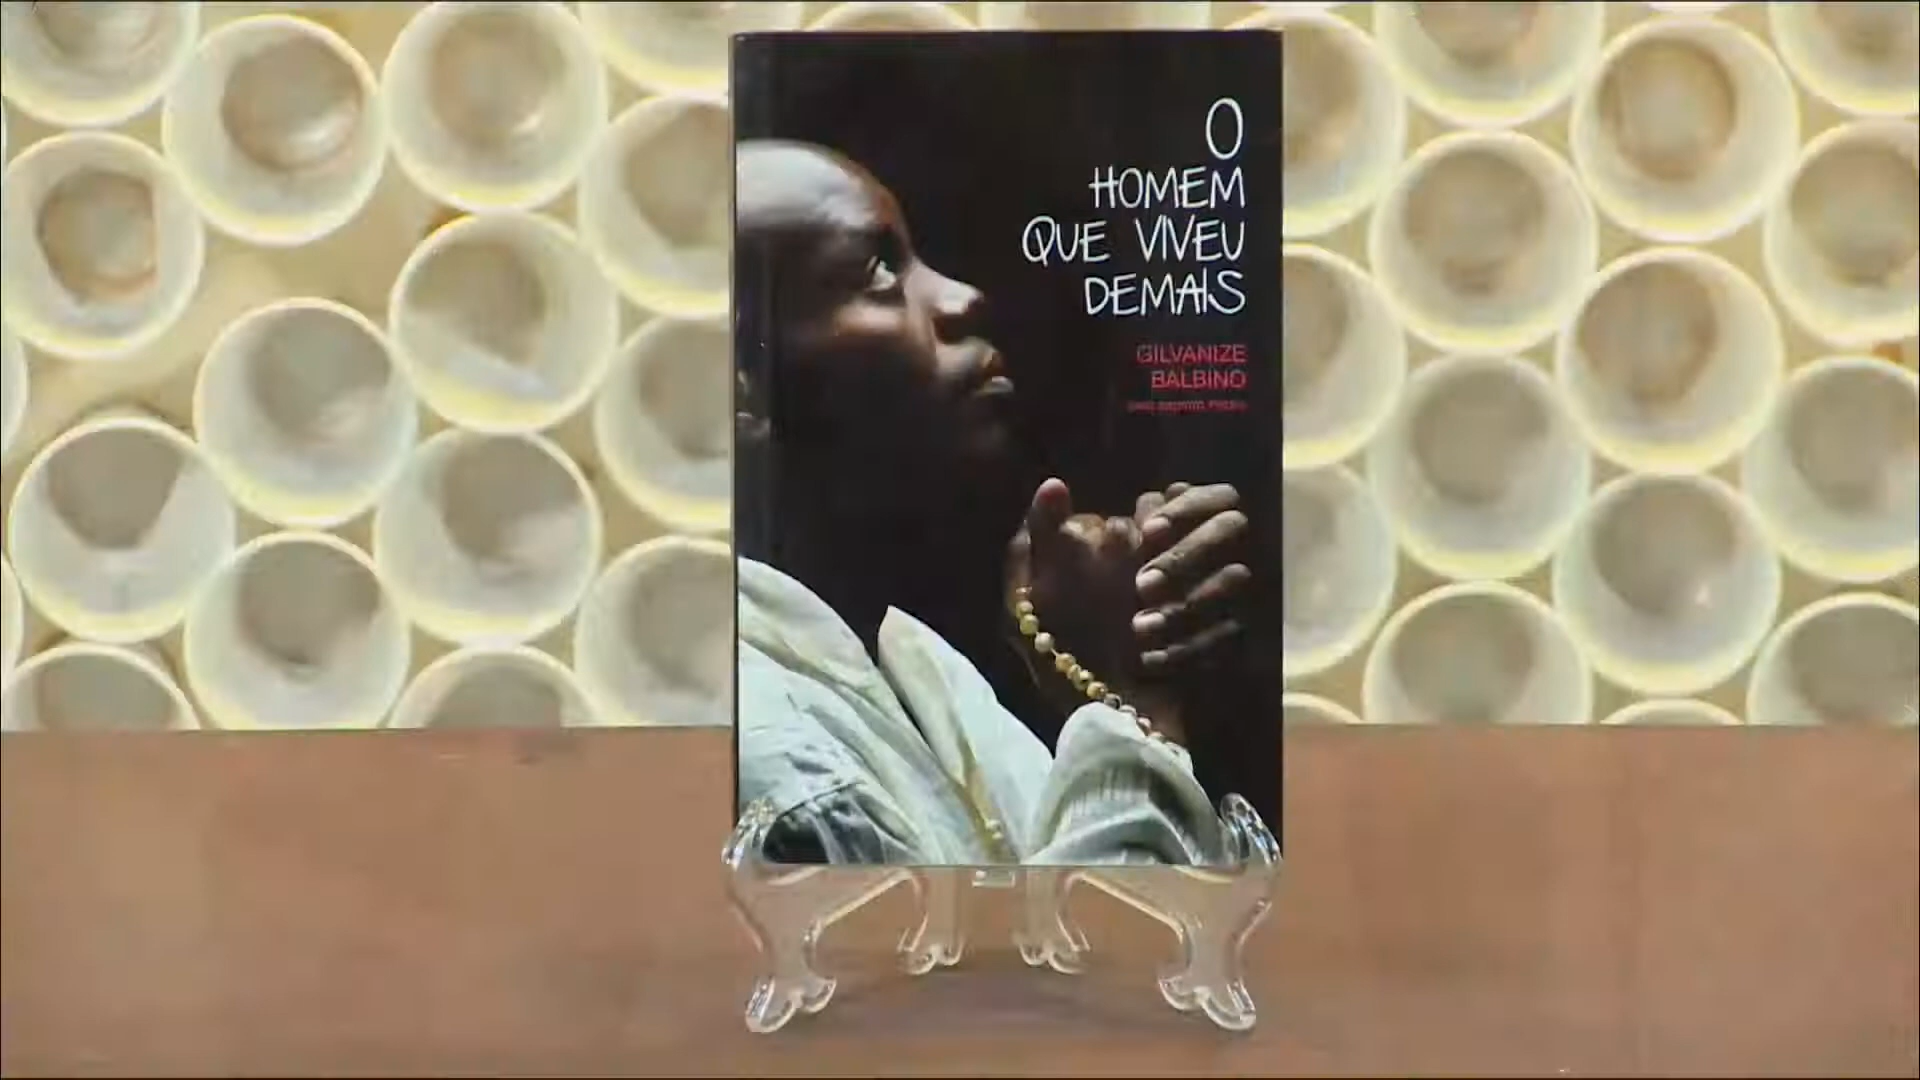 O
HOMEM
QUE VIVEU
DEMAIS
GILVANIZE
BALBINO